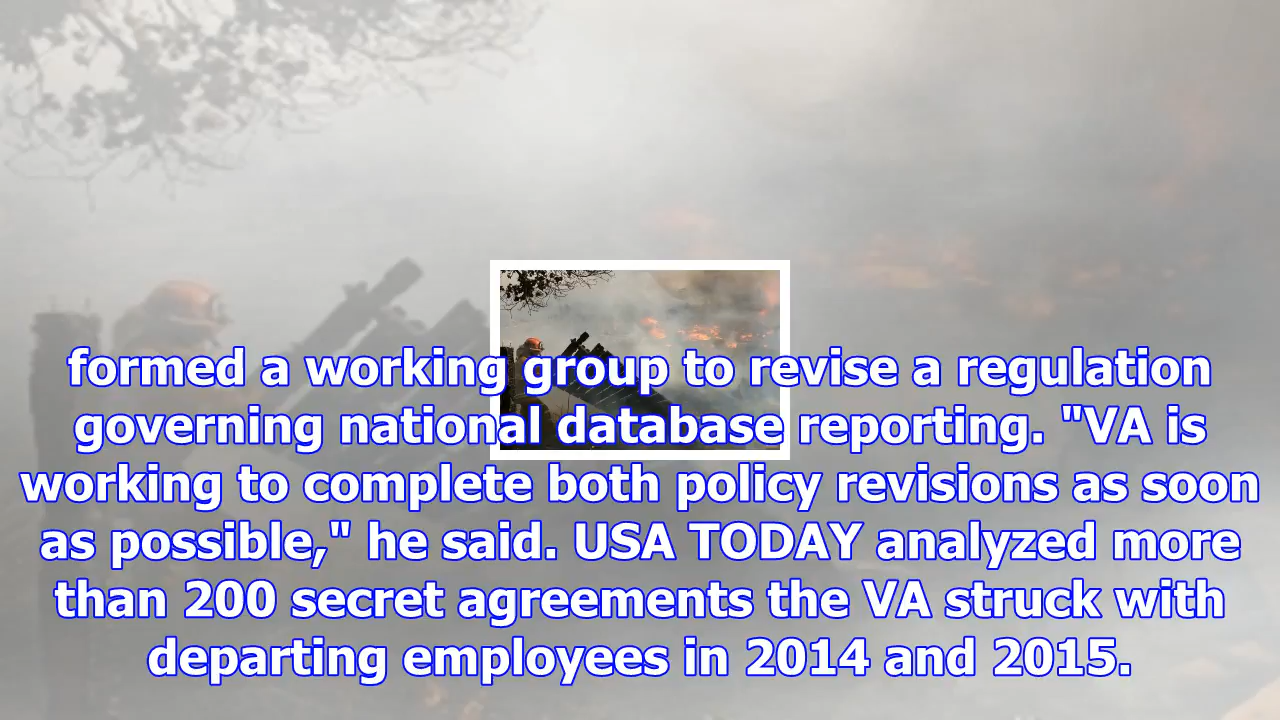 formed a working group to revise a regulation
governing national database reporting. "VA is
working to complete both policy revisions as soon
as possible," he said. USA TODAY analyzed more
than 200 secret agreements the VA struck with
departing employees in 2014 and 2015.